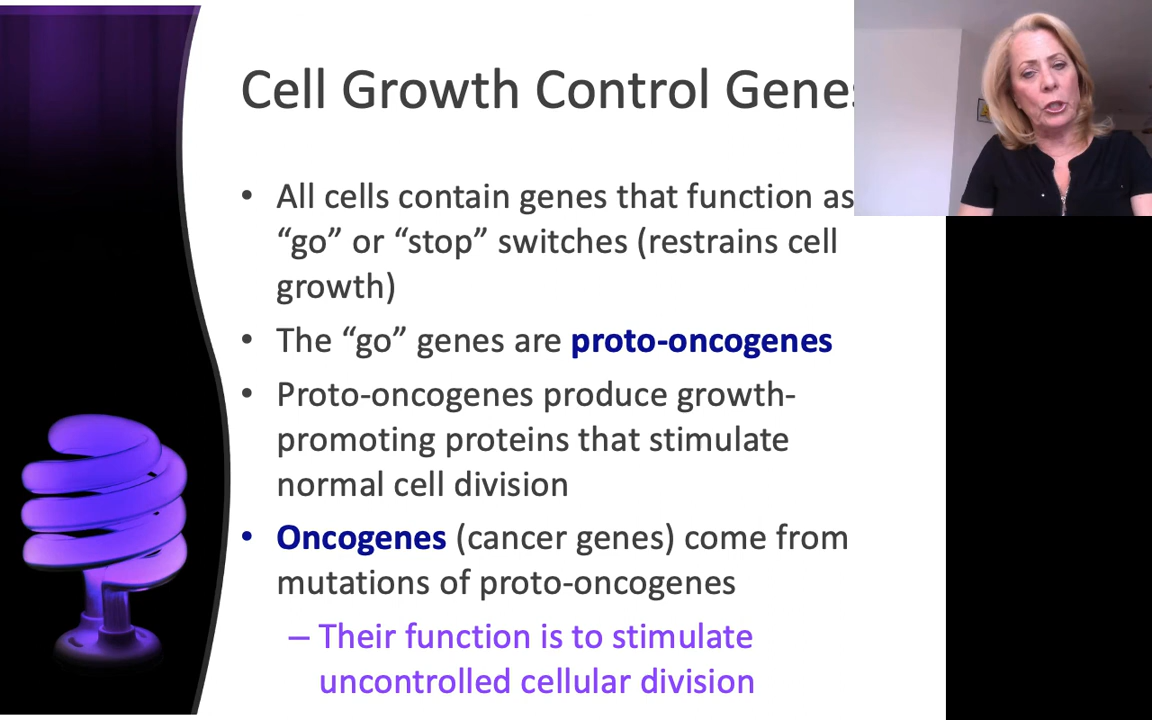 Cell Growth Control Genes
• All cells contain genes that function as
“go” or “stop” switches (restrains cell
growth)
• The “go” genes are proto-oncogenes
• Proto-oncogenes produce growth-
promoting proteins that stimulate
normal cell division
• Oncogenes (cancer genes) come from
mutations of proto-oncogenes
– Their function is to stimulate
uncontrolled cellular division